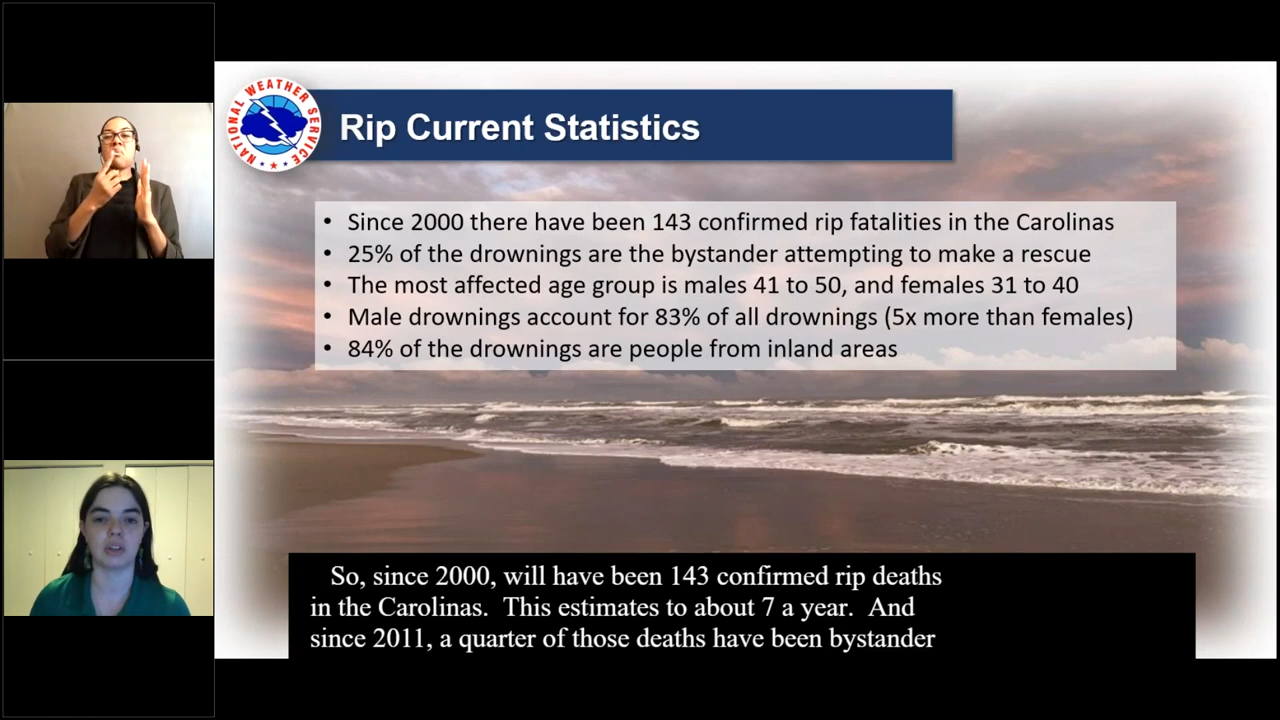 NATIONAL WEATHER SERVICE
Rip Current Statistics
• Since 2000 there have been 143 confirmed rip fatalities in the Carolinas
• 25% of the drownings are the bystander attempting to make a rescue
• The most affected age group is males 41 to 50, and females 31 to 40
• Male drownings account for 83% of all drownings (5x more than females)
• 84% of the drownings are people from inland areas
So, since 2000, will have been 143 confirmed rip deaths
in the Carolinas. This estimates to about 7 a year. And
since 2011, a quarter of those deaths have been bystander